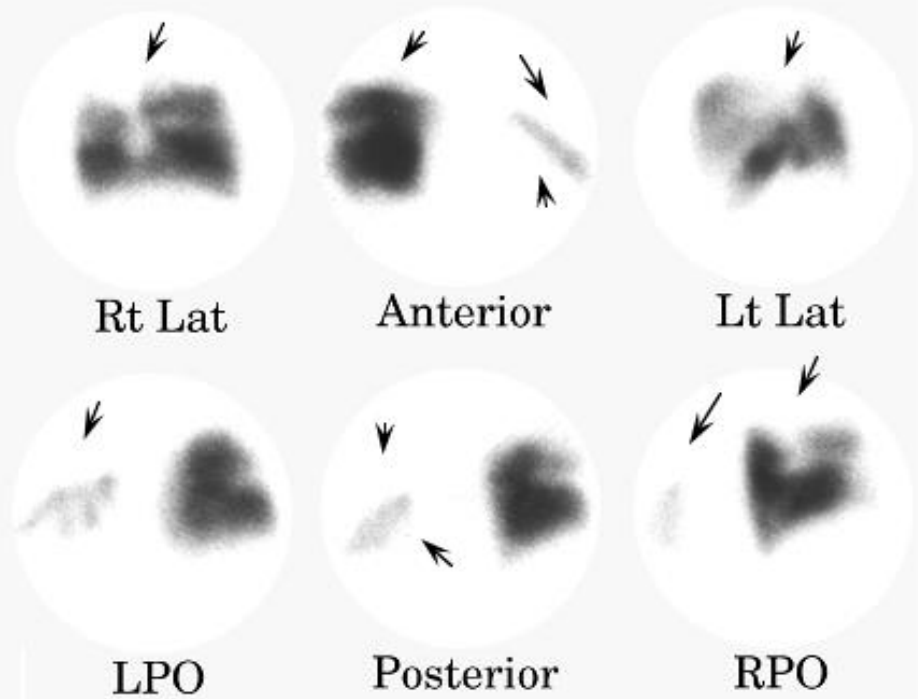 Rt Lat
Anterior
Lt Lat
LPO
Posterior
RPO